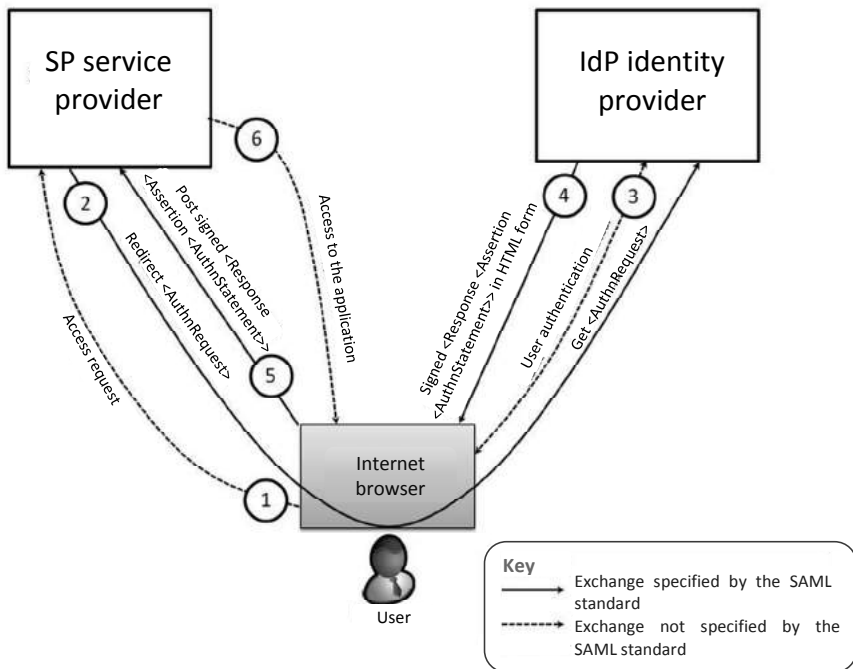 SP service
provider
IdP identity
provider
6
2
4
3
Post signed <Response
<Assertion <AuthnStatement>>
Redirect <AuthnRequest>
Access request
Access to the application
Signed <Response <Assertion
<AuthnStatement>> in HTML form
User authentication
Get <AuthnRequest>
5
1
Internet
browser
User
Key
Exchange specified by the SAML
standard
Exchange not specified by the
SAML standard